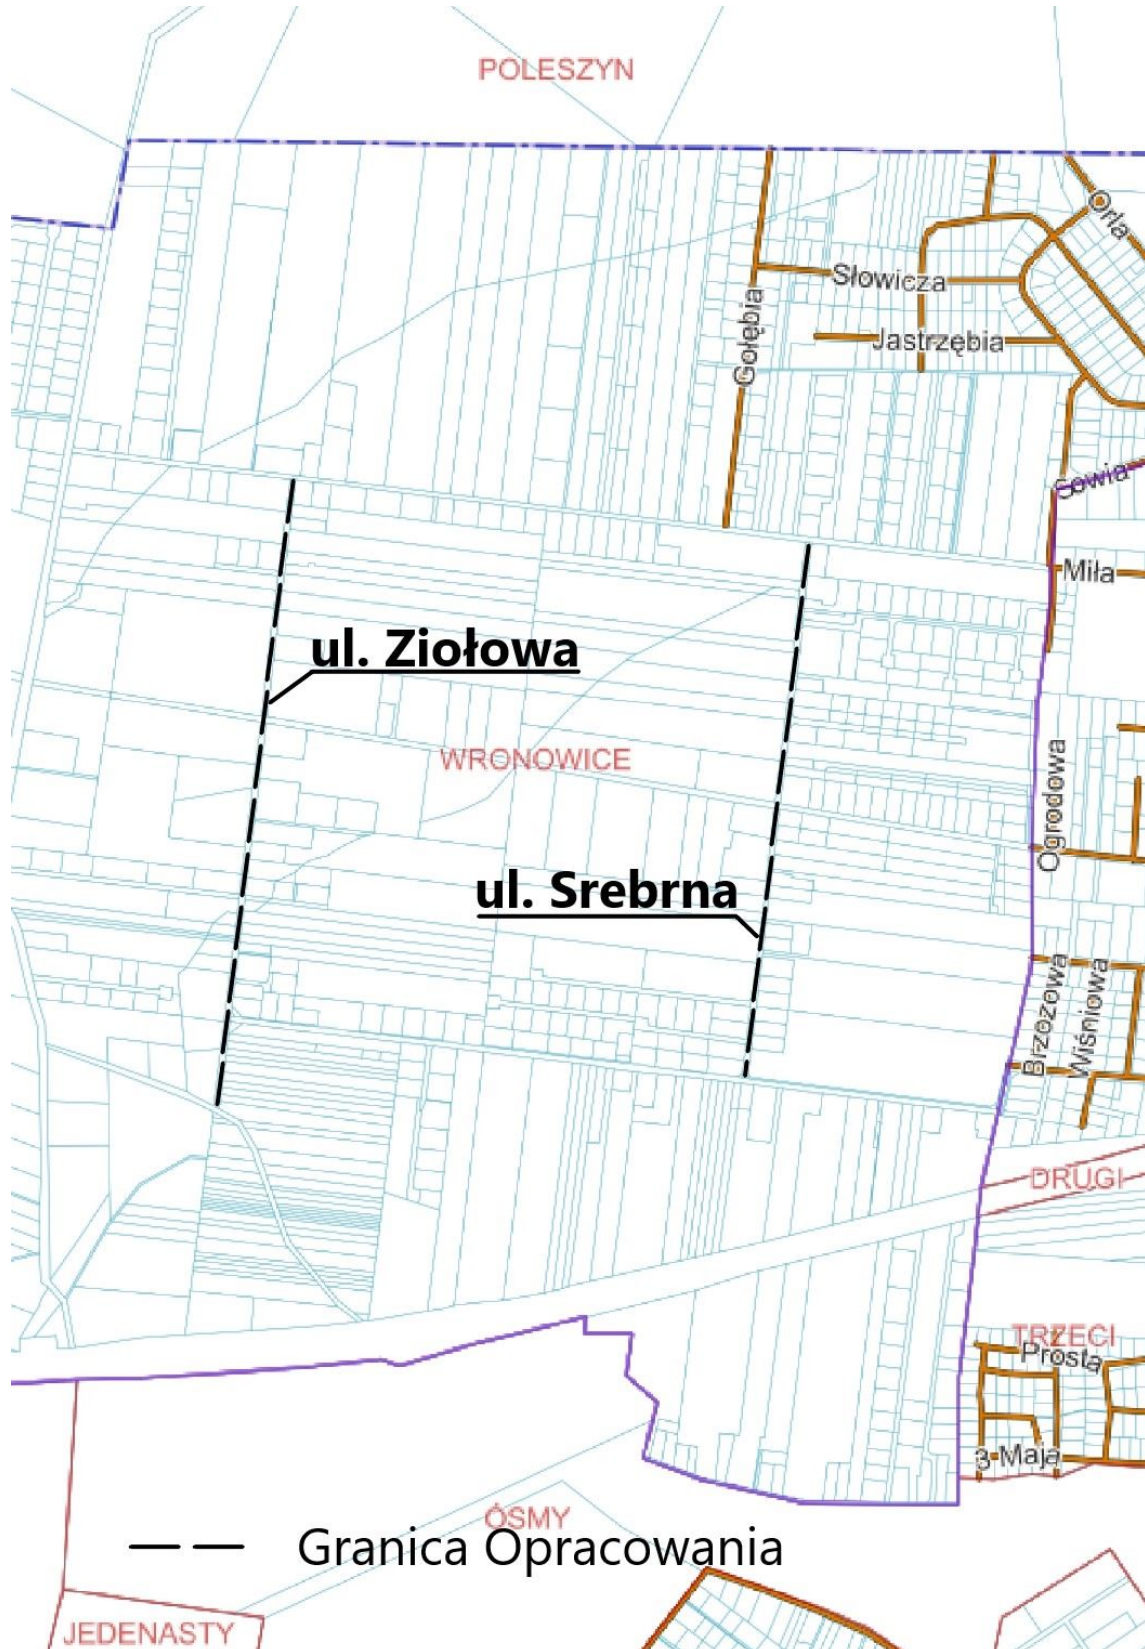 POLESZYN
Orla
Słowicza
Gołębia
Jastrzębia
Sowia
Miła
ul. Ziołowa
WRONOWICE
Ogrodowa
ul. Srebrna
Brzozowa
Wiśniowa
DRUGI
TRZECI
Prosta
3 Maja
ÓSMY
Granica Opracowania
JEDENASTY